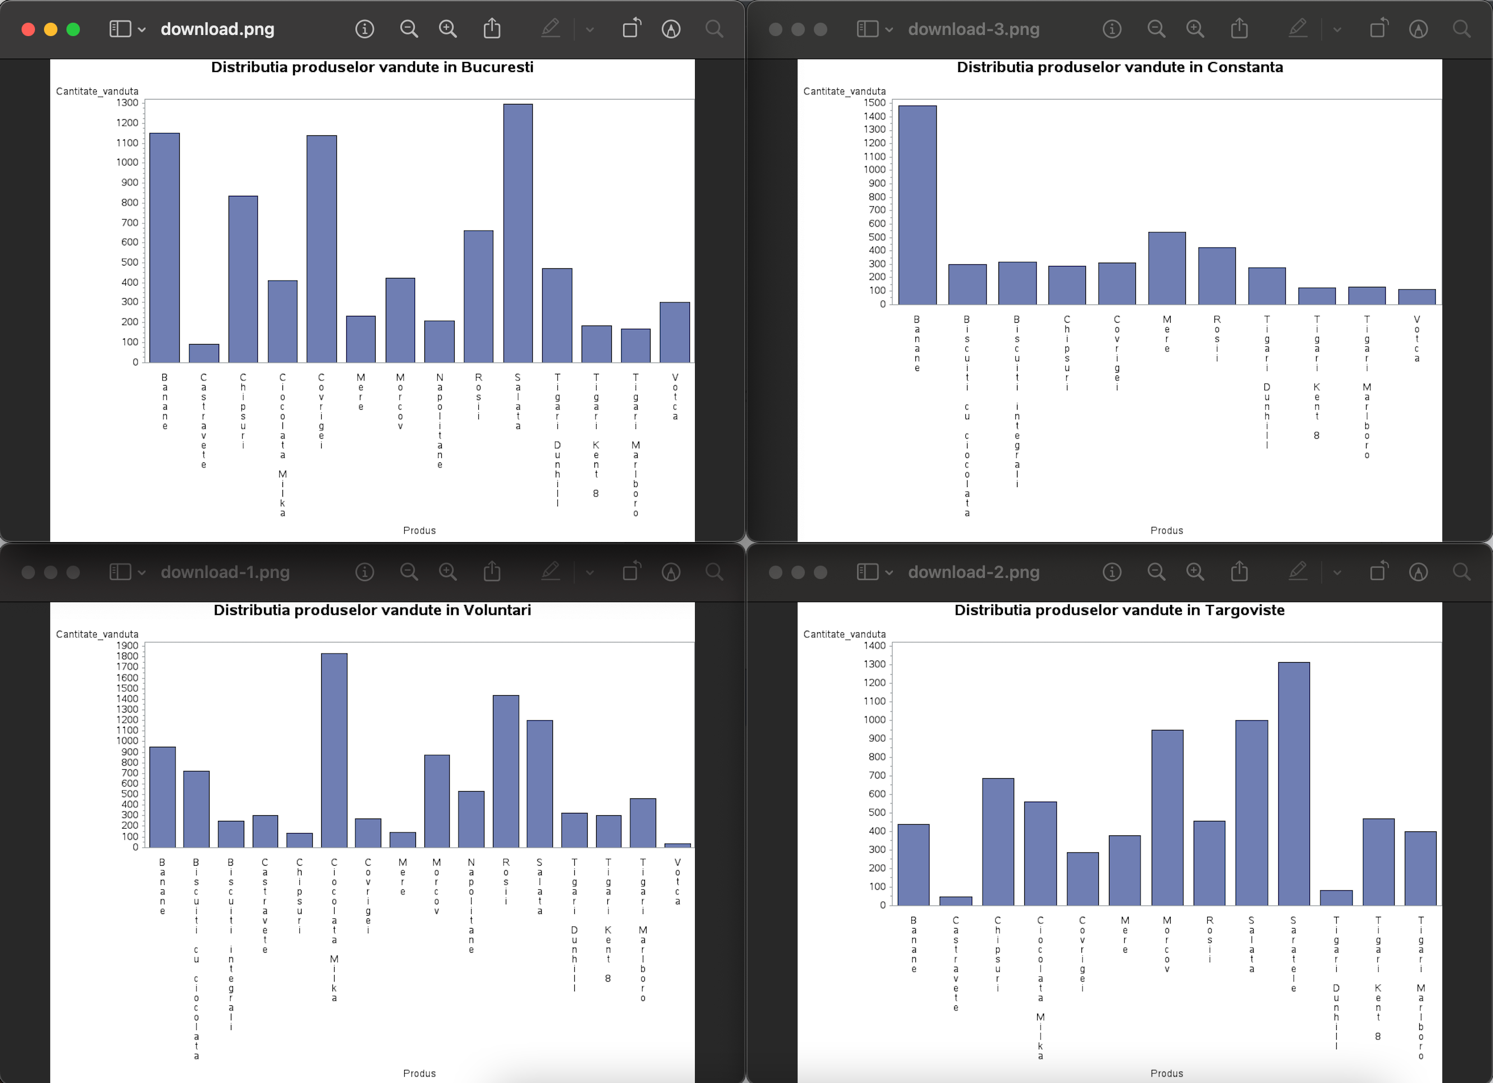 download.png
Distributia produselor vandute in Bucuresti
Cantitate_vanduta
1300
1200
1100
1000
900
800
700
600
500
400
300
200
100
0
Banane
Castravete
Chipsuri
Ciocolata Milka
Covrigei
Mere
Morcov
Napolitane
Rosii
Salata
Tigari Dunhill
Tigari Kent 8
Tigari Marlboro
Votca
Produs
download-3.png
Distributia produselor vandute in Constanta
Cantitate_vanduta
1500
1400
1300
1200
1100
1000
900
800
700
600
500
400
300
200
100
0
Banane
Biscuiti cu ciocolata
Biscuiti integrali
Chipsuri
Covrigei
Mere
Rosii
Tigari Dunhill
Tigari Kent 8
Tigari Marlboro
Votca
Produs
download-1.png
Distributia produselor vandute in Voluntari
Cantitate_vanduta
1900
1800
1700
1600
1500
1400
1300
1200
1100
1000
900
800
700
600
500
400
300
200
100
0
Banane
Biscuiti cu ciocolata
Biscuiti integrali
Castravete
Chipsuri
Ciocolata Milka
Covrigei
Mere
Morcov
Napolitane
Rosii
Salata
Tigari Dunhill
Tigari Kent 8
Tigari Marlboro
Votca
Produs
download-2.png
Distributia produselor vandute in Targoviste
Cantitate_vanduta
1400
1300
1200
1100
1000
900
800
700
600
500
400
300
200
100
0
Banane
Castravete
Chipsuri
Ciocolata Milka
Covrigei
Mere
Morcov
Rosii
Salata
Saratele
Tigari Dunhill
Tigari Kent 8
Tigari Marlboro
Produs